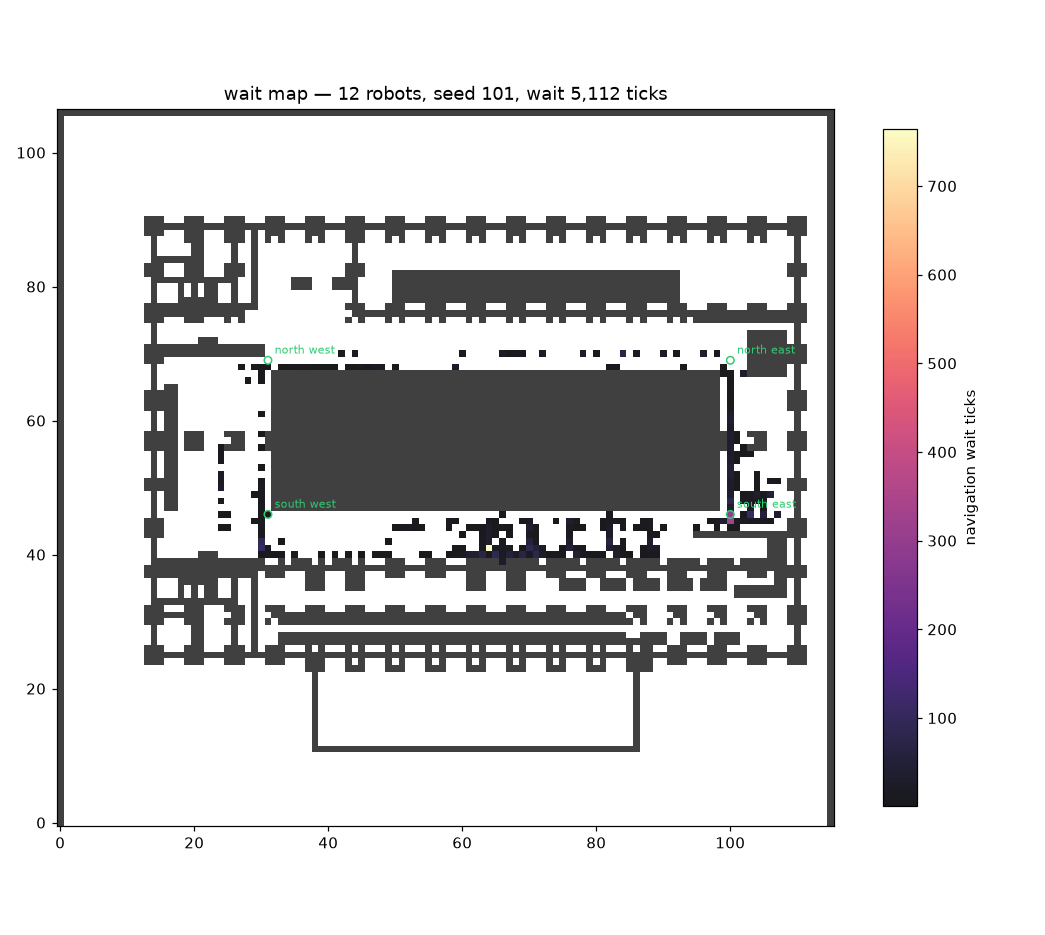 wait map — 12 robots, seed 101, wait 5,112 ticks
100
80
60
40
20
0
0 20 40 60 80 100
north west
north east
south west
south east
700
600
500
400
300
200
100
navigation wait ticks